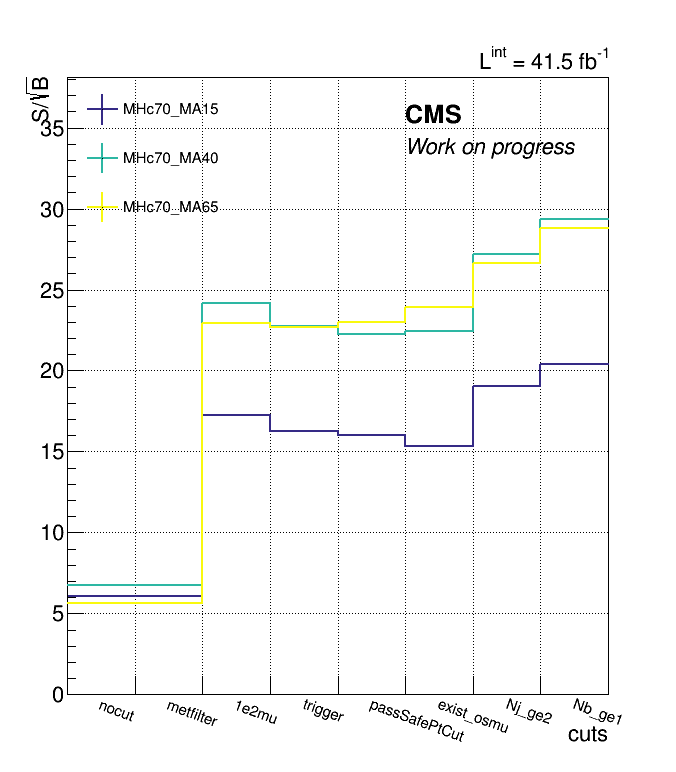 L^int = 41.5 fb^-1
S/√B
MHc70_MA15
MHc70_MA40
MHc70_MA65
CMS
Work on progress
35
30
25
20
15
10
5
0
nocut
metfilter
1e2mu
trigger
passSafePtCut
exist_osmu
Nj_ge2
Nb_ge1
cuts